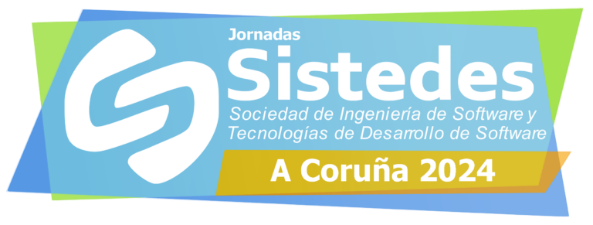 Jornadas
Sistedes
Sociedad de Ingeniería de Software y
Tecnologías de Desarrollo de Software
A Coruña 2024